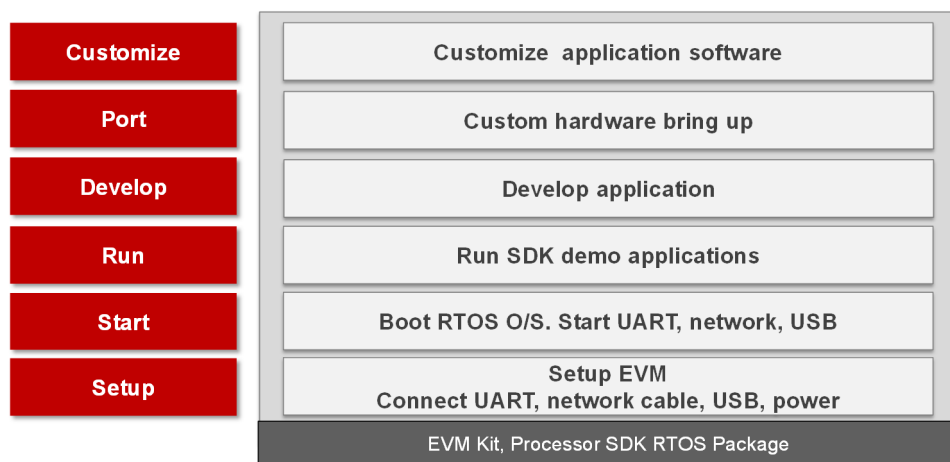 Customize
Customize application software
Port
Custom hardware bring up
Develop
Develop application
Run
Run SDK demo applications
Start
Boot RTOS O/S. Start UART, network, USB
Setup
Setup EVM
Connect UART, network cable, USB, power
EVM Kit, Processor SDK RTOS Package